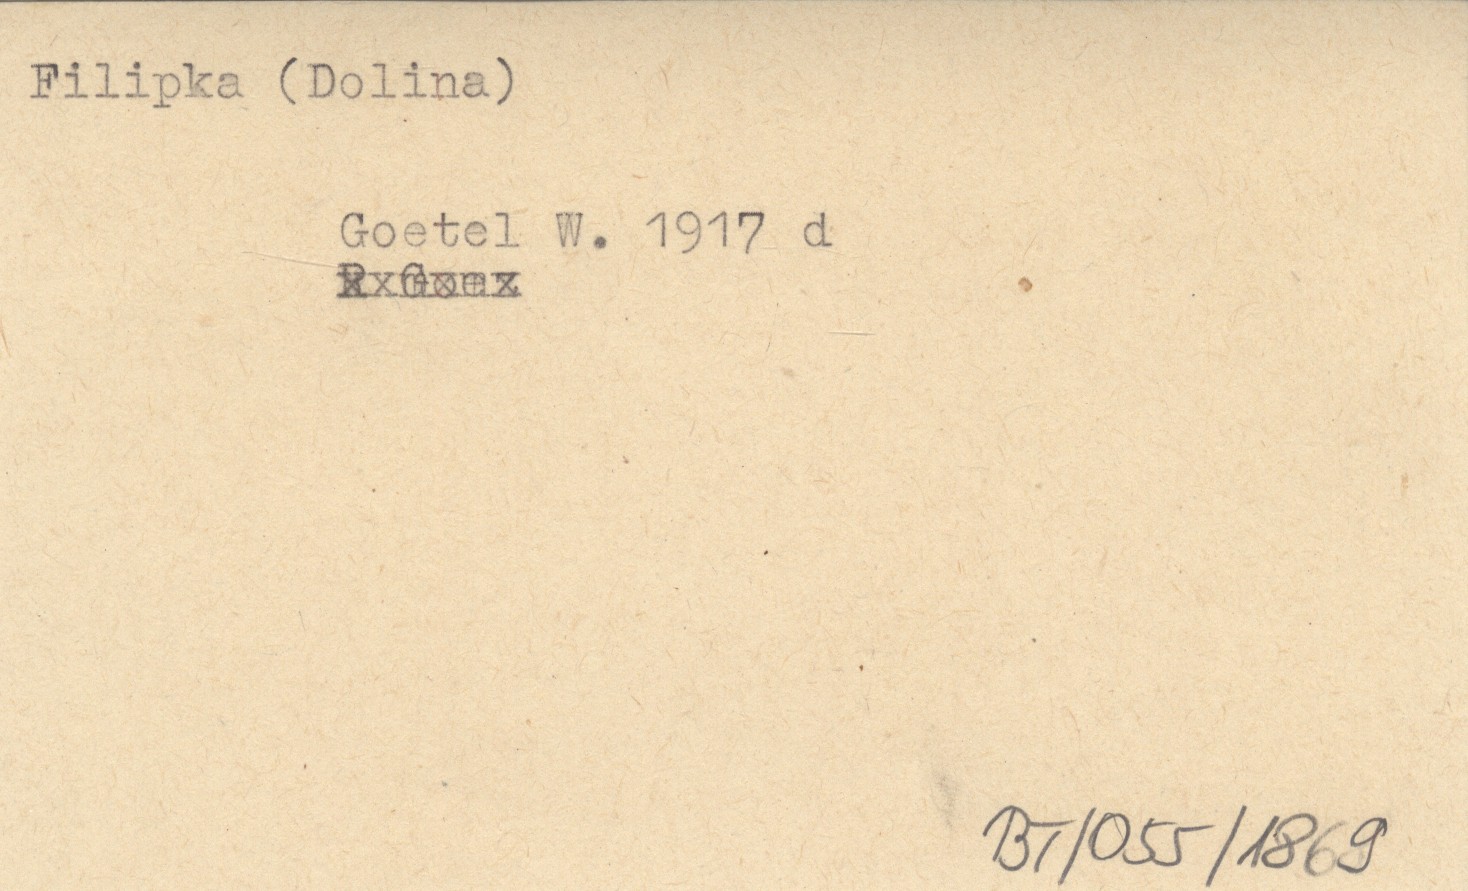 Filipka (Dolina)
Goetel W. 1917 d
BT/055/1869